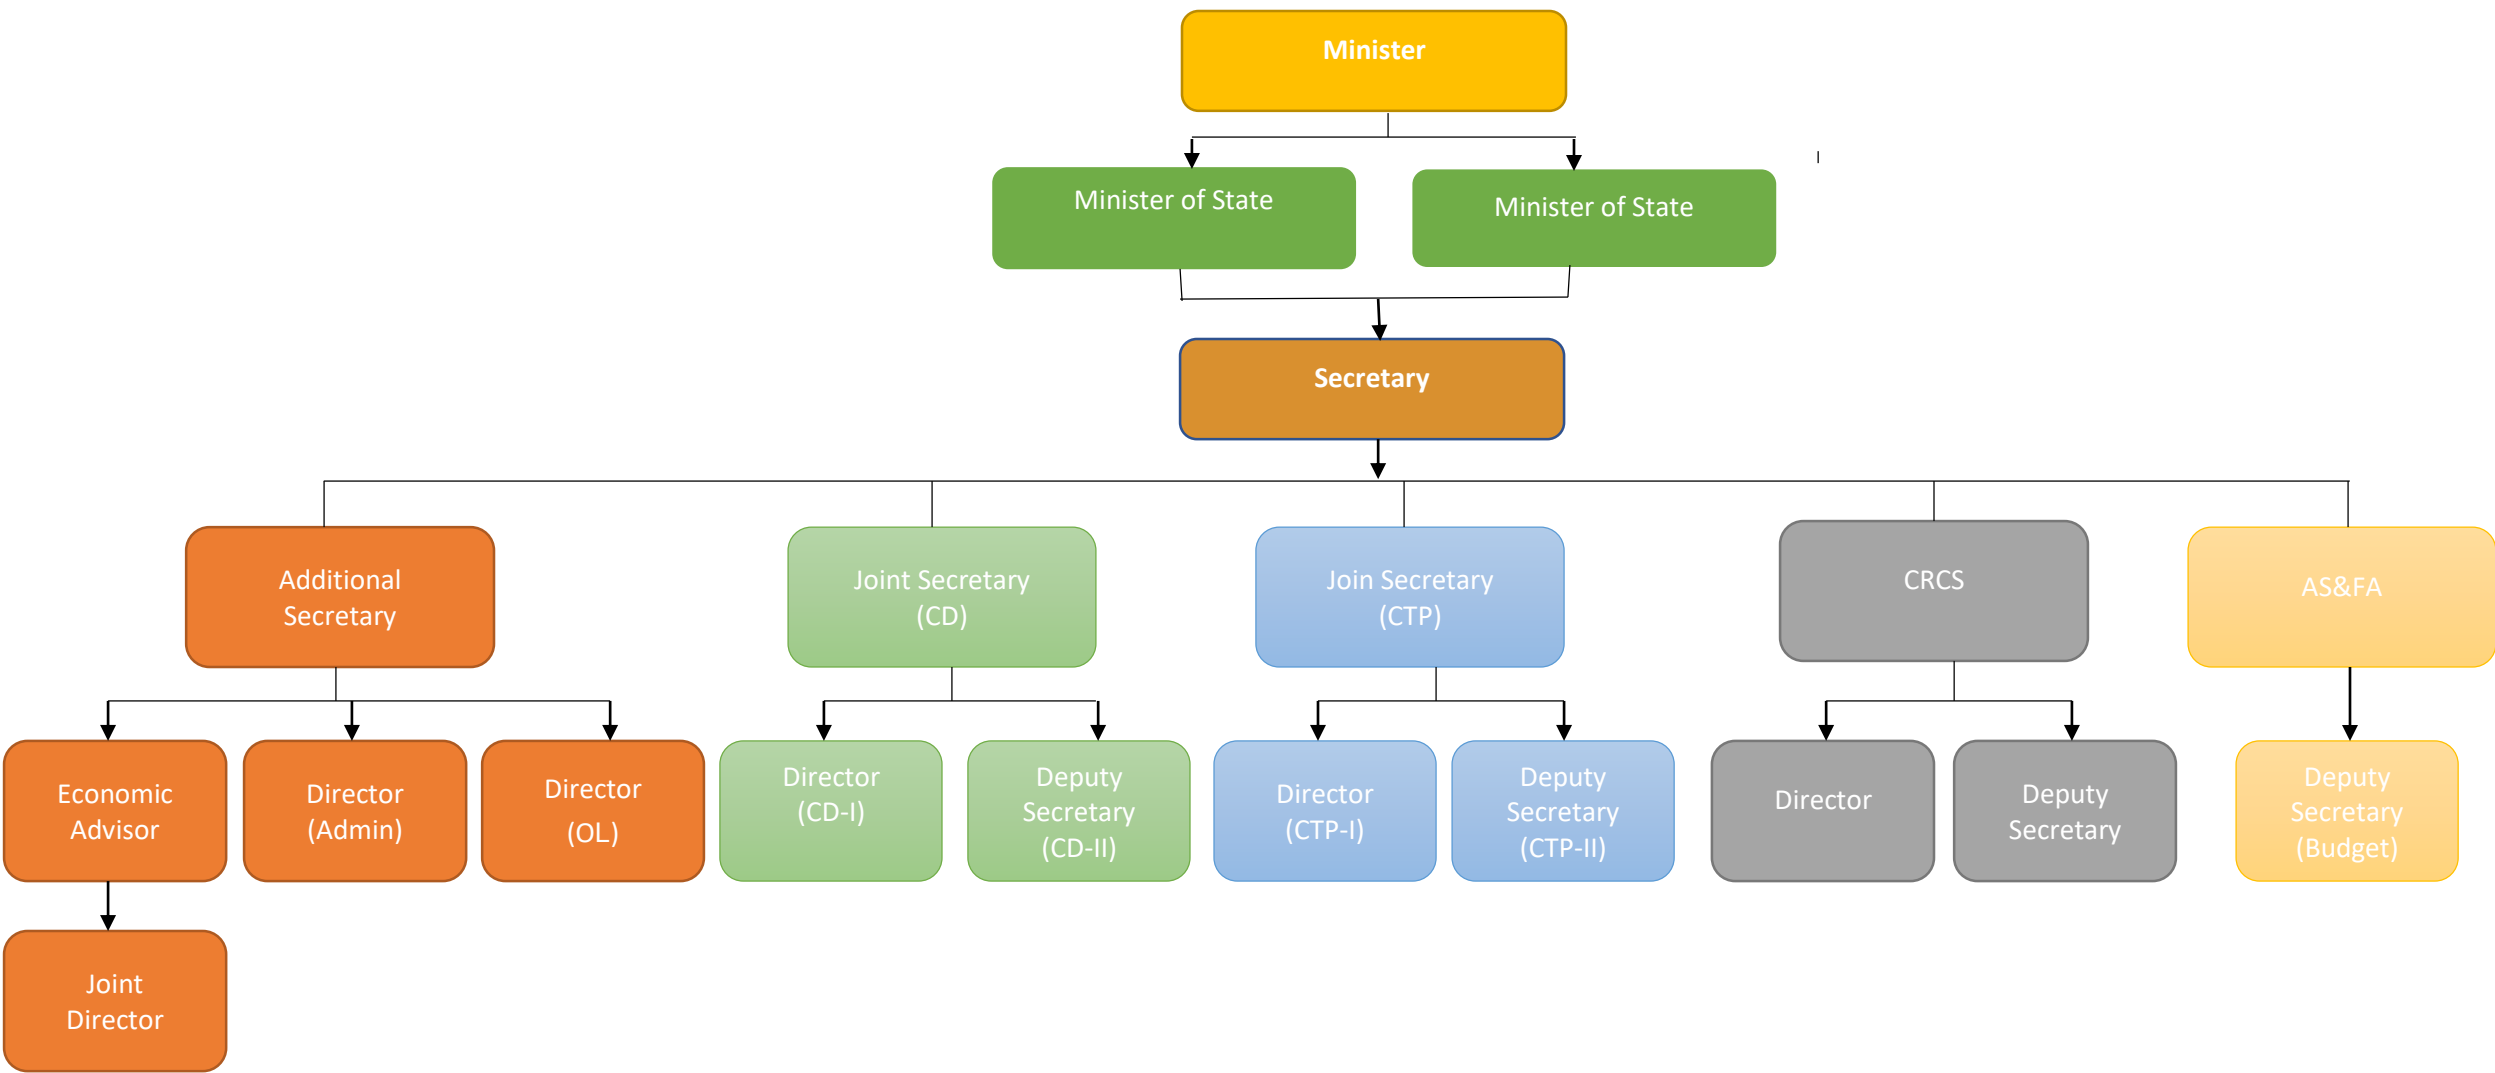 Minister
Minister of State
Minister of State
Secretary
Additional
Secretary
Joint Secretary
(CD)
Join Secretary
(CTP)
CRCS
AS&FA
Economic
Advisor
Director
(Admin)
Director
(OL)
Director
(CD-I)
Deputy
Secretary
(CD-II)
Director
(CTP-I)
Deputy
Secretary
(CTP-II)
Director
Deputy
Secretary
Deputy
Secretary
(Budget)
Joint
Director